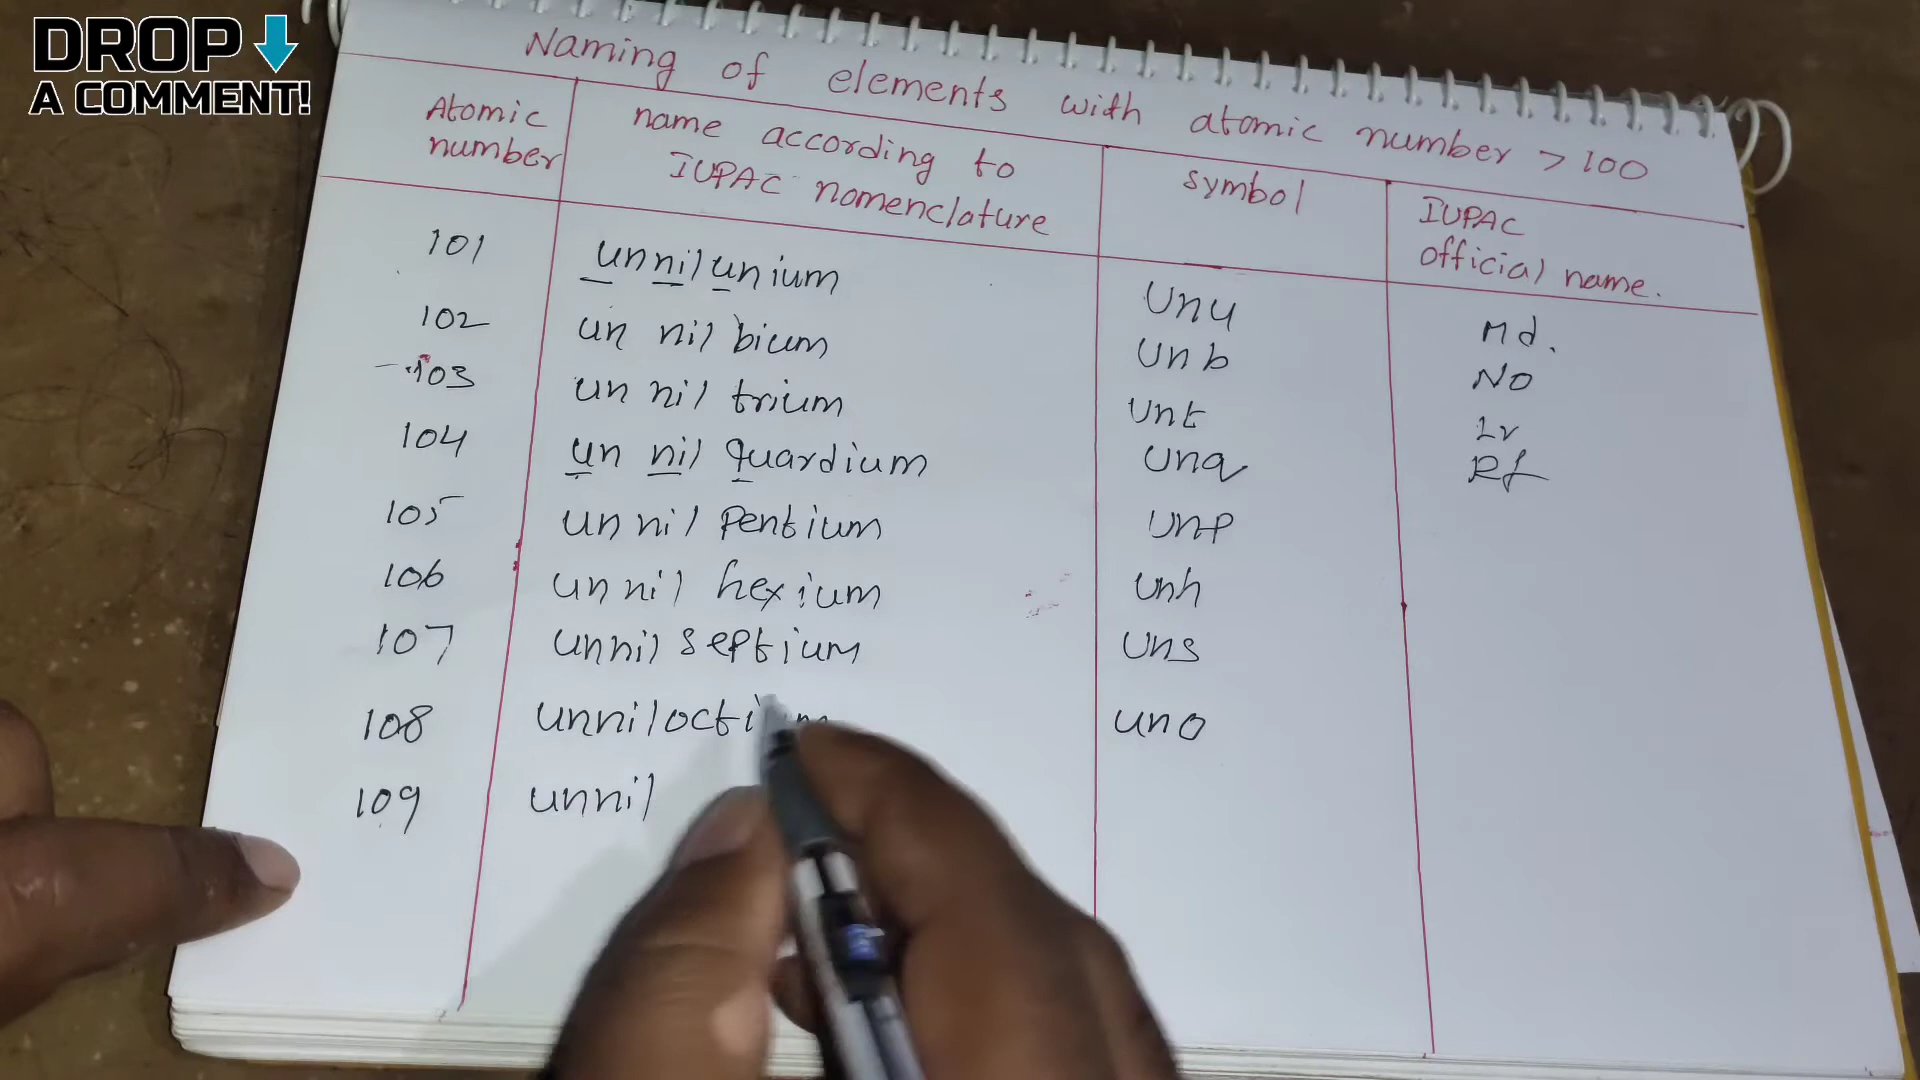 DROP
A COMMENT!
Naming of elements with atomic number > 100
Atomic number
name according to IUPAC nomenclature
symbol
IUPAC official name.
101 unnilunium Unu Md.
102 un nil bium Unb NO
103 un nil trium Unt Lr
104 un nil quardium Unq Rf
105 un nil pentium Unp
106 un nil hexium Unh
107 unnil septium Uns
108 unniloctium uno
109 unnil